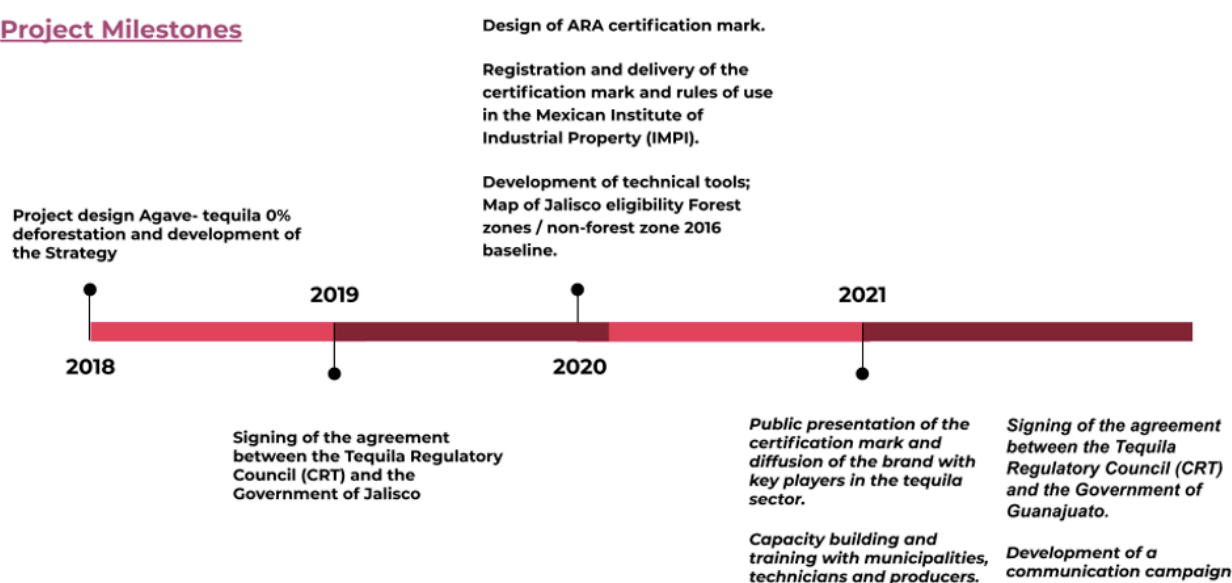 Project Milestones
Design of ARA certification mark.
Registration and delivery of the
certification mark and rules of use
in the Mexican Institute of
Industrial Property (IMPI).
Development of technical tools;
Map of Jalisco eligibility Forest
zones / non-forest zone 2016
baseline.
Project design Agave- tequila 0%
deforestation and development of
the Strategy
2019
2021
2018
2020
Signing of the agreement
between the Tequila Regulatory
Council (CRT) and the
Government of Jalisco
Public presentation of the
certification mark and
diffusion of the brand with
key players in the tequila
sector.
Capacity building and
training with municipalities,
technicians and producers.
Signing of the agreement
between the Tequila
Regulatory Council (CRT)
and the Government of
Guanajuato.
Development of a
communication campaign